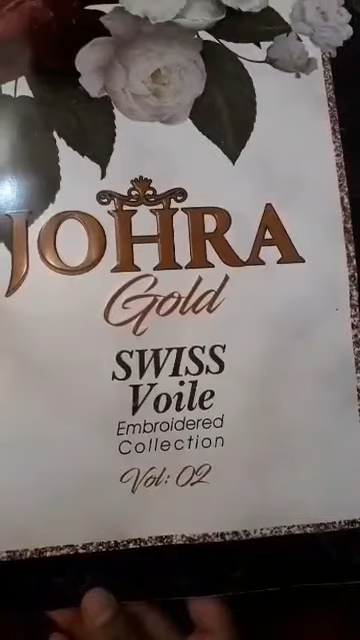 JOHRA
Gold
SWISS
Voile
Embroidered
Collection
Vol: 02